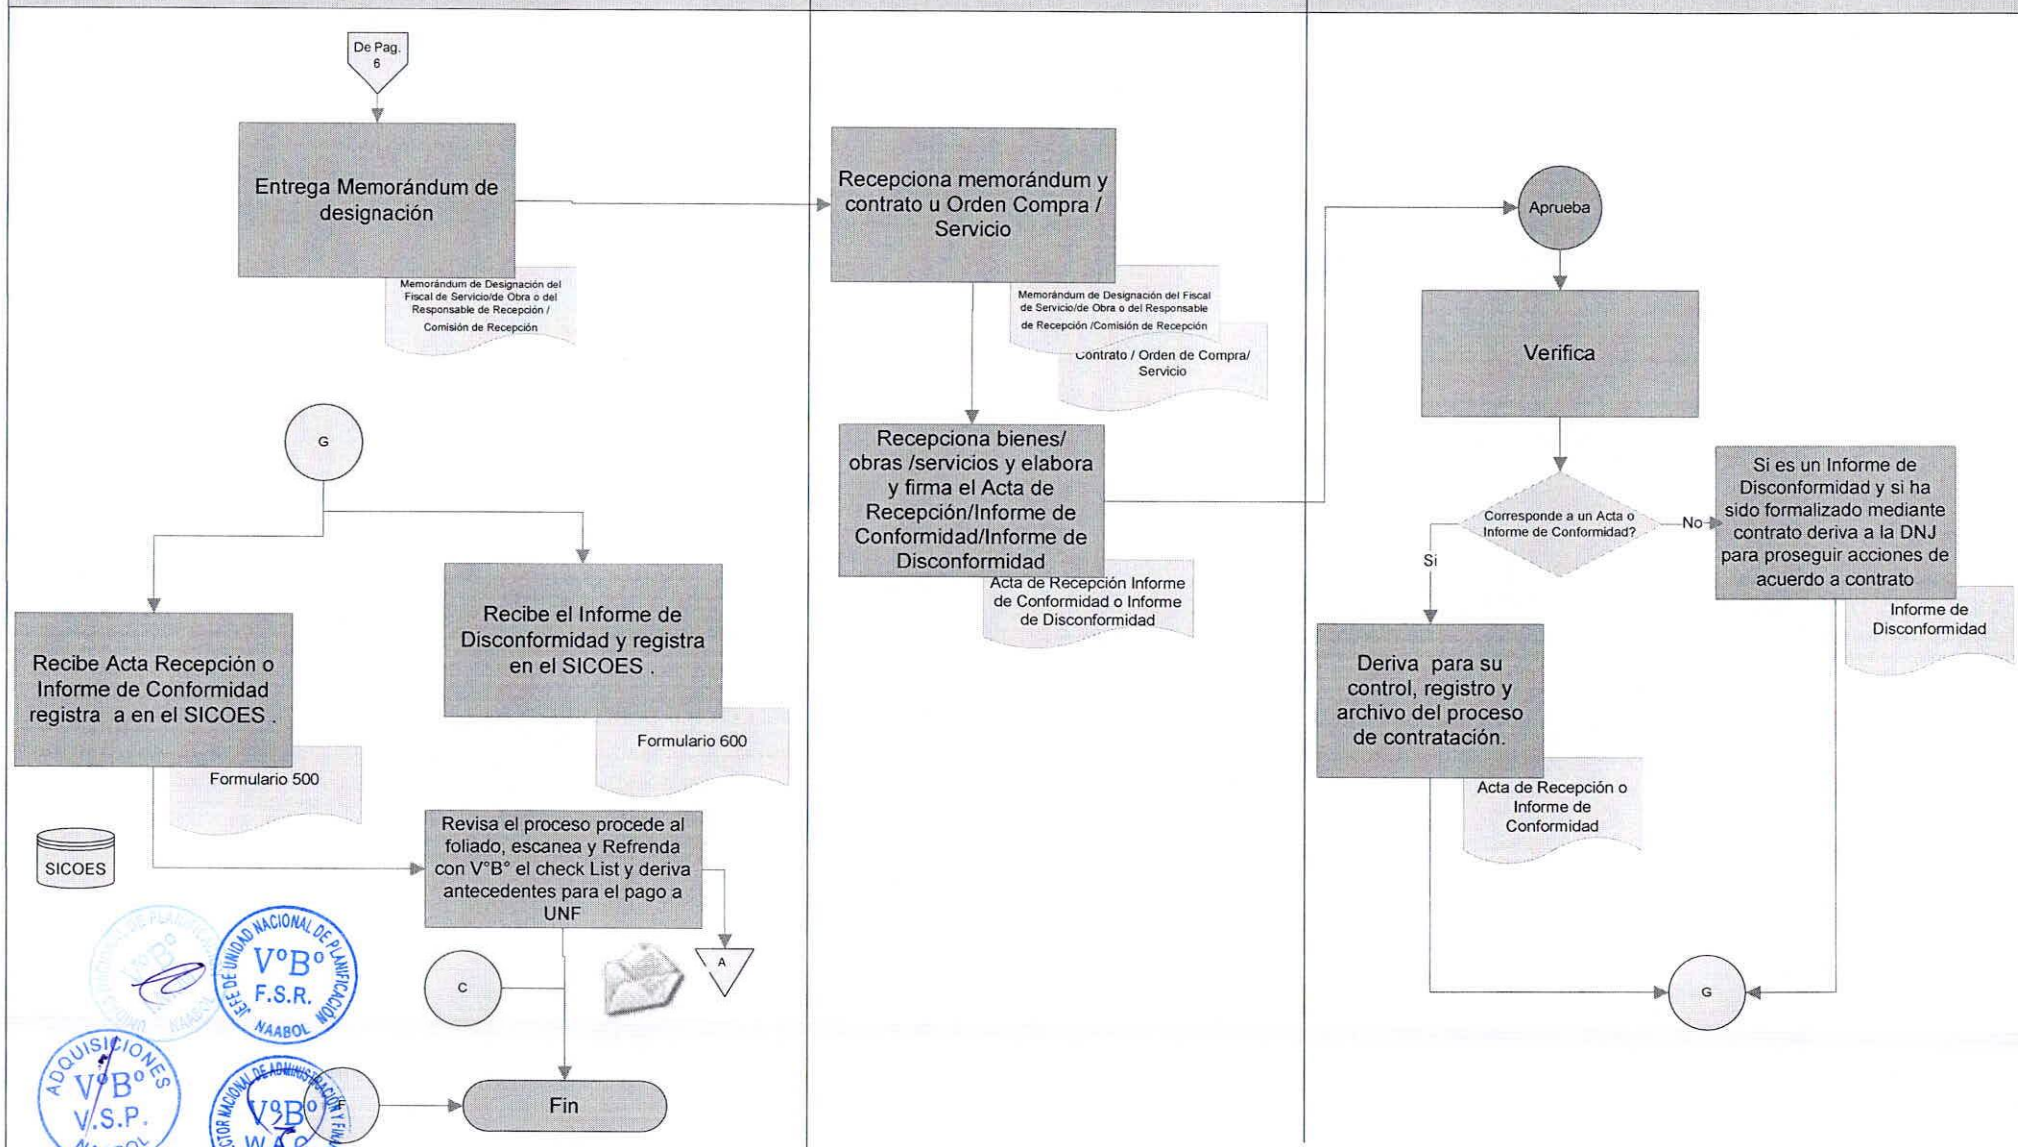 De Pag.
6
Entrega Memorándum de
designación
Memorándum de Designación del
Fiscal de Servicio/de Obra o del
Responsable de Recepción /
Comisión de Recepción
G
Recibe Acta Recepción o
Informe de Conformidad
registra a en el SICOES .
Formulario 500
Recibe el Informe de
Disconformidad y registra
en el SICOES .
Formulario 600
SICOES
Revisa el proceso procede al
foliado, escanea y Refrenda
con V°B° el check List y deriva
antecedentes para el pago a
UNF
A
C
Fin
JEFE DE UNIDAD NACIONAL DE PLANIFICACIÓN
V°B°
F.S.R.
NAABOL
ADQUISICIONES
V°B°
V.S.P.
V°B°
Recepciona memorándum y
contrato u Orden Compra /
Servicio
Memorándum de Designación del Fiscal
de Servicio/de Obra o del Responsable
de Recepción /Comisión de Recepción
Contrato / Orden de Compra/
Servicio
Recepciona bienes/
obras /servicios y elabora
y firma el Acta de
Recepción/Informe de
Conformidad/Informe de
Disconformidad
Acta de Recepción Informe
de Conformidad o Informe
de Disconformidad
Aprueba
Verifica
Corresponde a un Acta o
Informe de Conformidad?
No
Si
Si es un Informe de
Disconformidad y si ha
sido formalizado mediante
contrato deriva a la DNJ
para proseguir acciones de
acuerdo a contrato
Informe de
Disconformidad
Deriva para su
control, registro y
archivo del proceso
de contratación.
Acta de Recepción o
Informe de
Conformidad
G